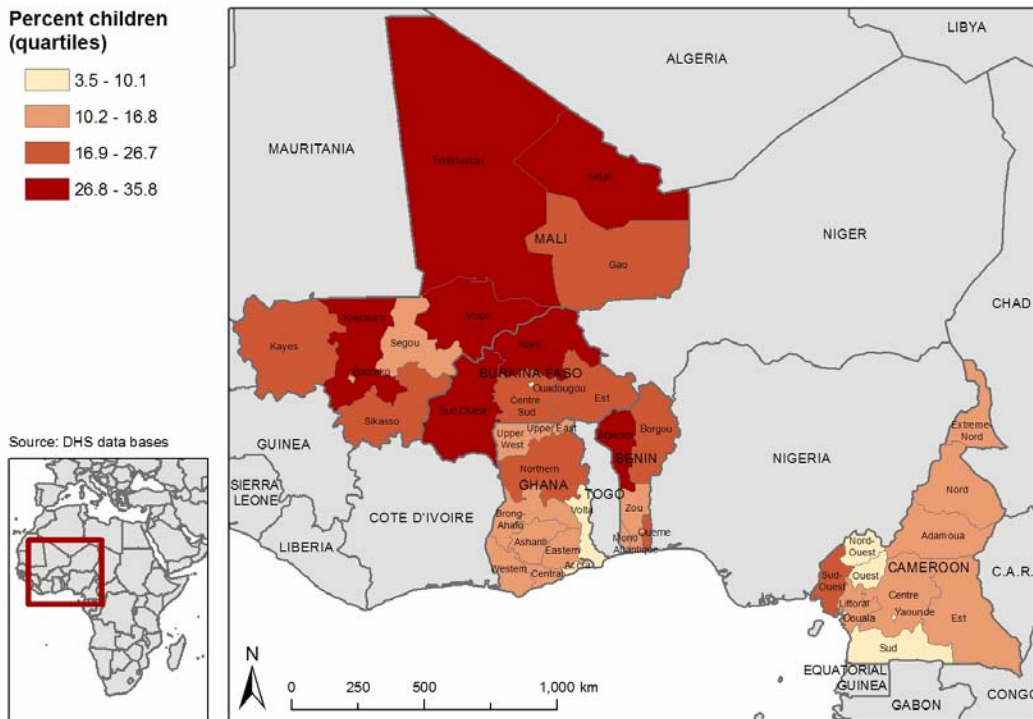 Percent children
(quartiles)
3.5 - 10.1
10.2 - 16.8
16.9 - 26.7
26.8 - 35.8
Source: DHS data bases
LIBYA
ALGERIA
MAURITANIA
Kidal
MALI
NIGER
Gao
CHAD
Mopti
Kayes
Segou
Nord
BURKINA FASO
Ouadougou
Centre
Sud
Est
Sud-Ouest
Sikasso
Bamako
Upper East
Upper
West
Borgou
BENIN
Extreme-
Nord
GUINEA
NIGERIA
Northern
GHANA
TOGO
Nord
SIERRA
LEONE
COTE D'IVOIRE
Volta
Zou
Brong-
Ahafo
Oueme
Mono
Atlantique
Adamoua
LIBERIA
Ashanti
Eastern
Accra
Western
Central
Nord-
Ouest
Ouest
CAMEROON
C.A.R.
Sud-
Ouest
Centre
Littoral
Douala
Yaounde
Est
Sud
N
EQUATORIAL
GUINEA
GABON
CONGO
0 250 500 1,000 km